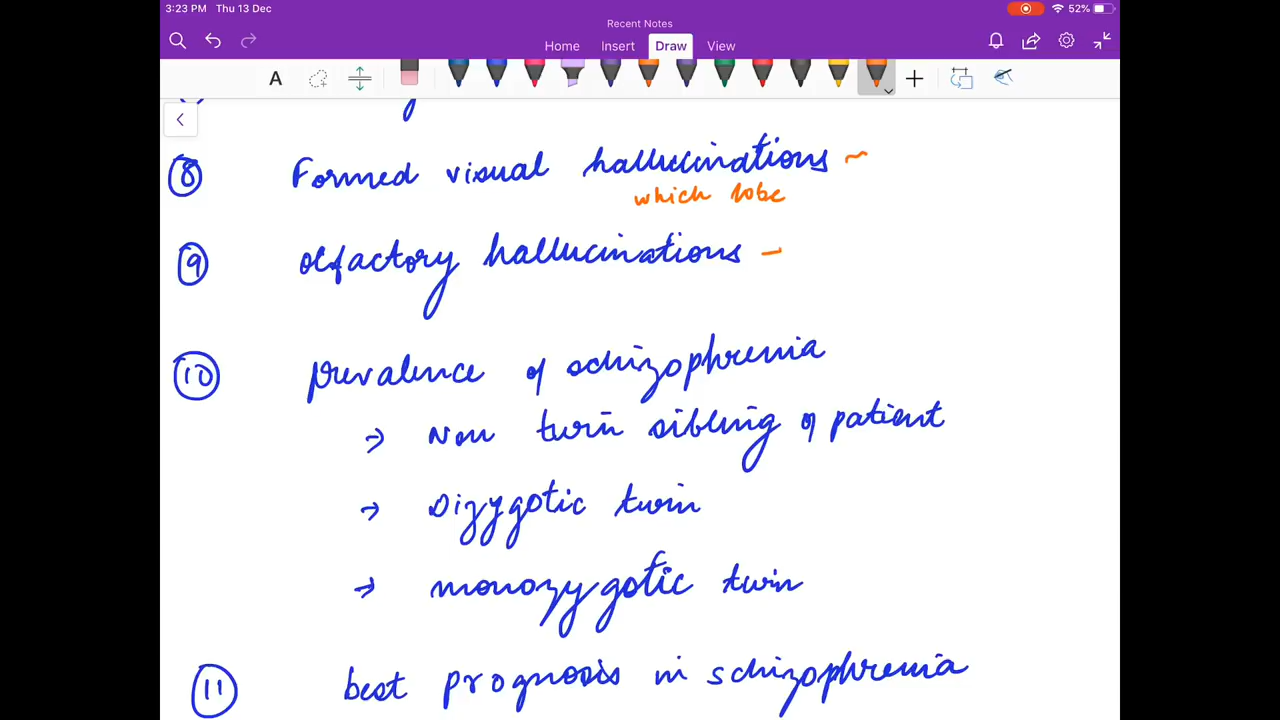 3:23 PM Thu 13 Dec
52%
Recent Notes
Home Insert Draw View
A
8 Formed visual hallucinations ~
which lobe
9 olfactory hallucinations -
10 prevalence of schizophrenia
→ Non twin sibling of patient
→ Dizygotic twin
→ monozygotic twin
11 best prognosis in schizophrenia